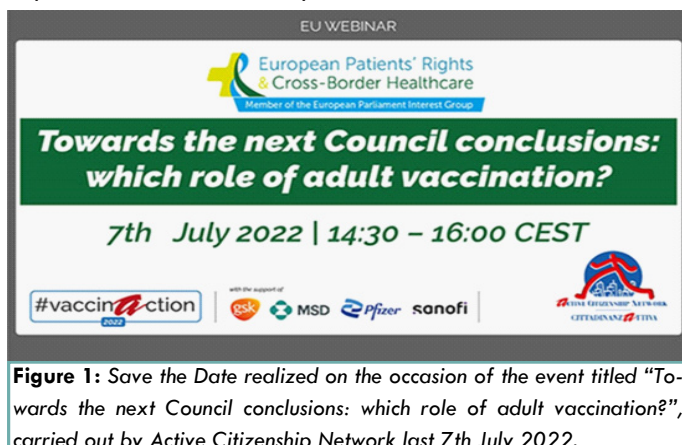 EU WEBINAR
European Patients' Rights
& Cross-Border Healthcare
Member of the European Parliament Interest Group
Towards the next Council conclusions:
which role of adult vaccination?
7th July 2022 | 14:30 – 16:00 CEST
with the support of
#vaccinaction
2022
gsk
MSD
Pfizer
sanofi
ACTIVE CITIZENSHIP NETWORK
CITTADINANZATTIVA
Figure 1: Save the Date realized on the occasion of the event titled “To-
wards the next Council conclusions: which role of adult vaccination?”,
carried out by Active Citizenship Network last 7th July 2022.